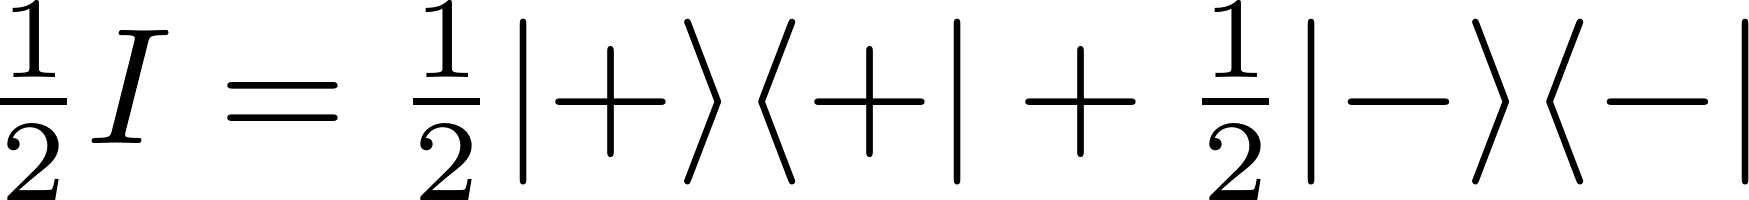 ½I = ½|+⟩⟨+| + ½|−⟩⟨−|